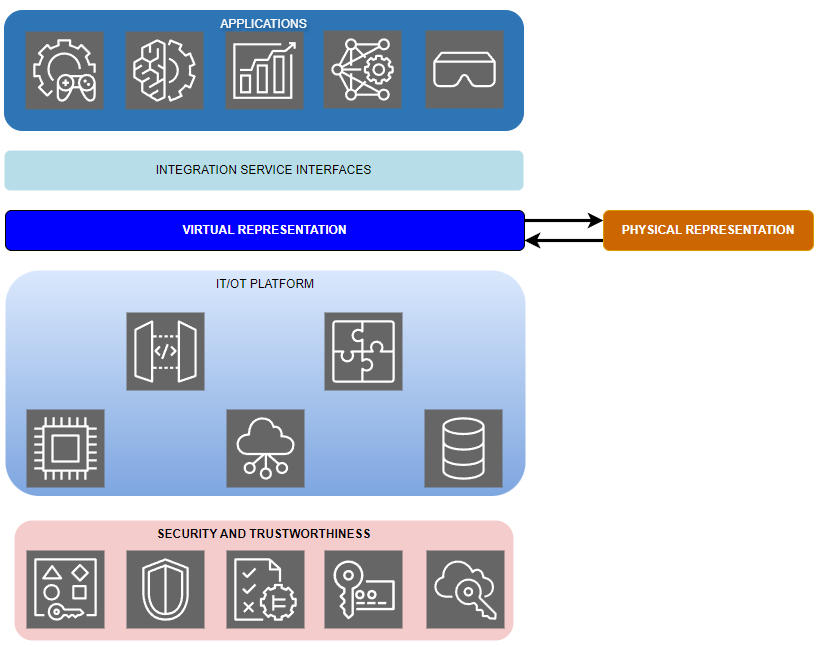 APPLICATIONS
INTEGRATION SERVICE INTERFACES
VIRTUAL REPRESENTATION
PHYSICAL REPRESENTATION
IT/OT PLATFORM
</>
SECURITY AND TRUSTWORTHINESS